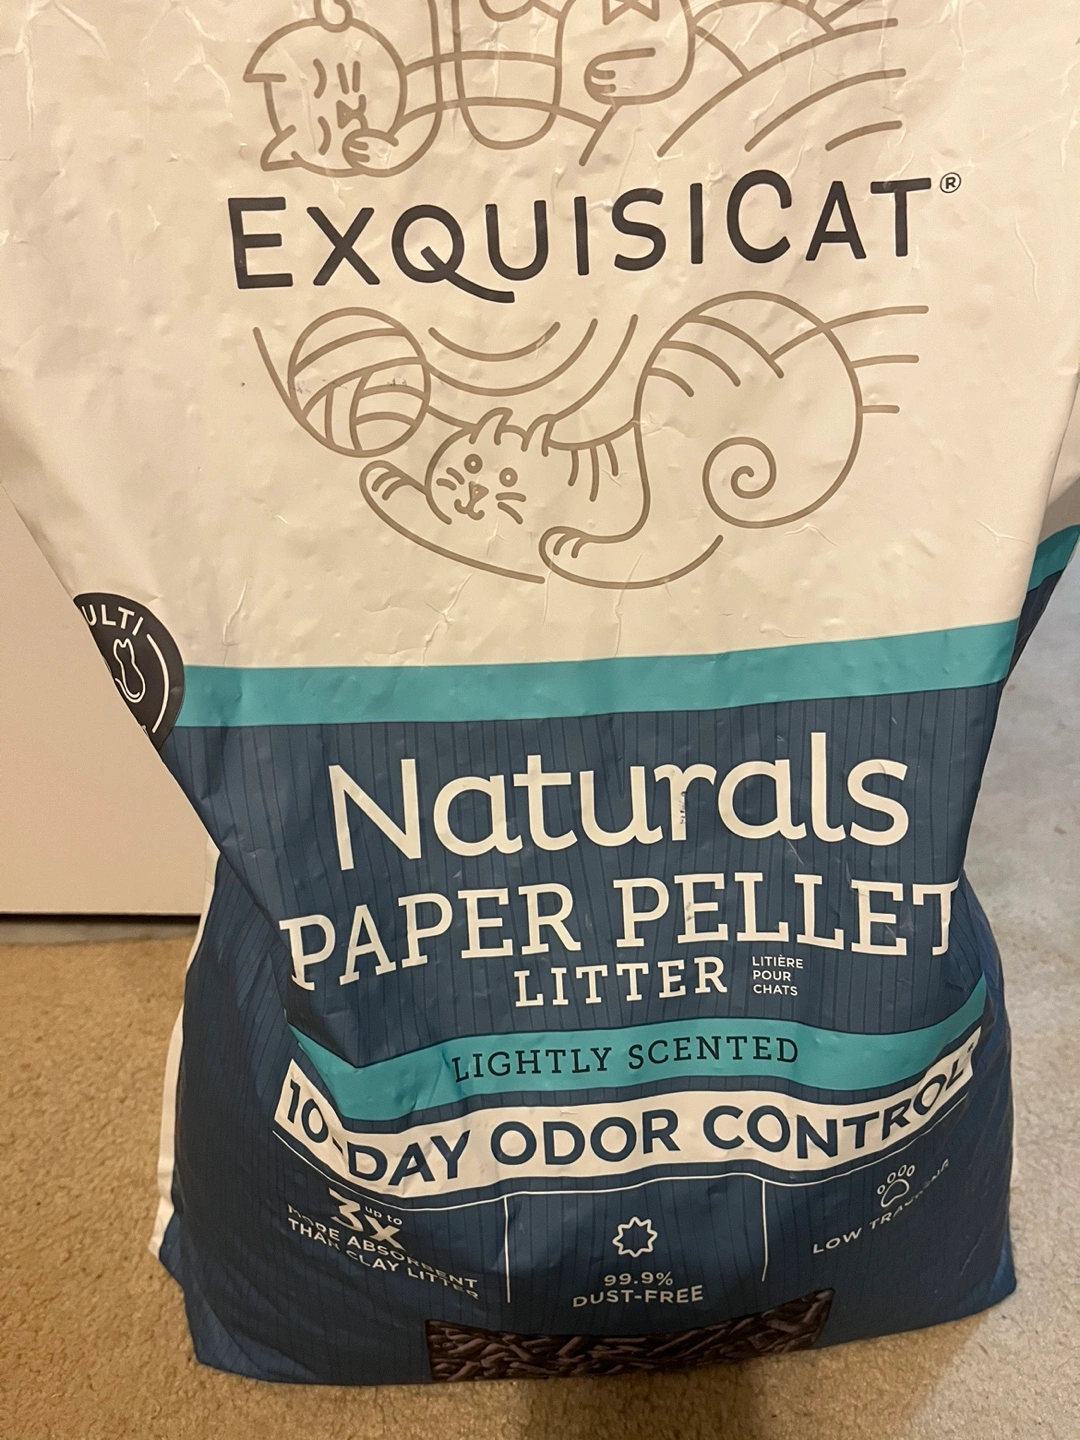 EXQUISICAT®
ULTI
Naturals
PAPER PELLET
LITTER
LITIÈRE
POUR
CHATS
LIGHTLY SCENTED
10-DAY ODOR CONTROL
up to
3X
MORE ABSORBENT
THAN CLAY LITTER
99.9%
DUST-FREE
LOW TRACKING